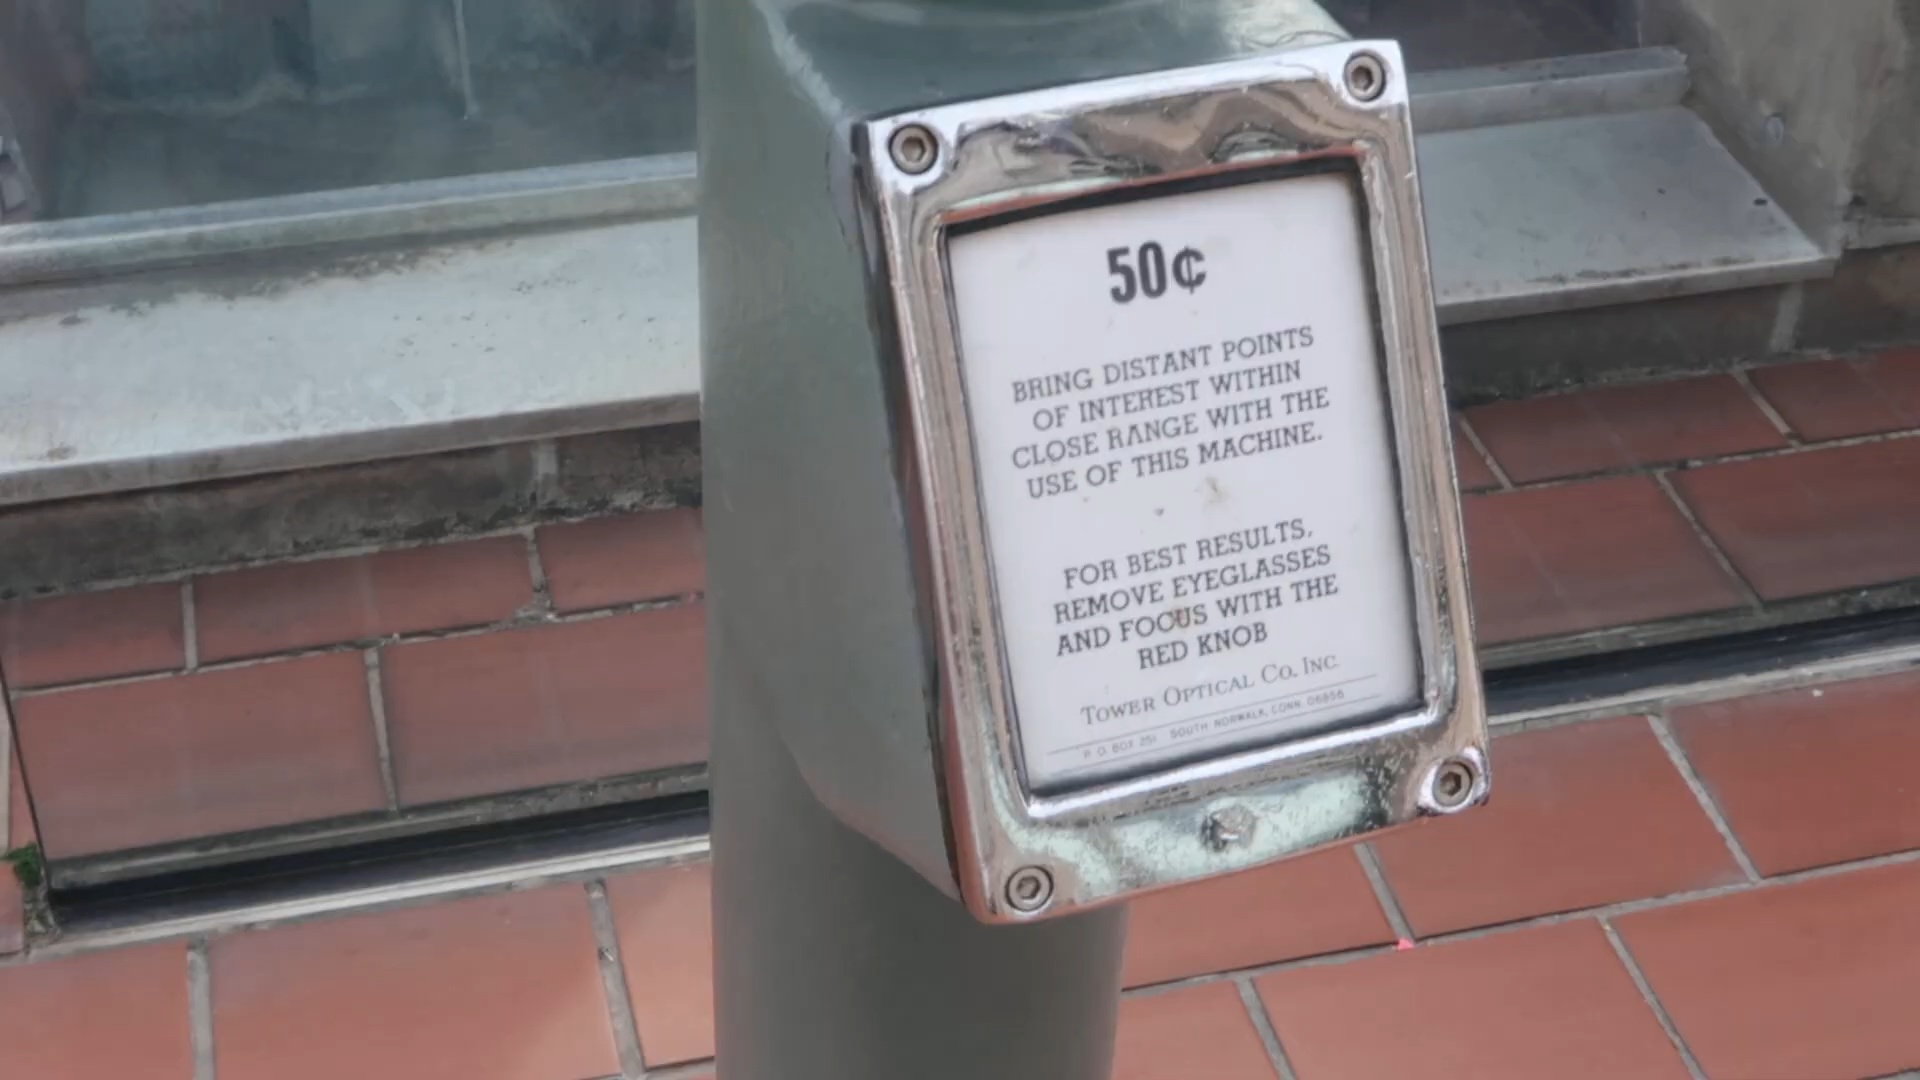 50¢
BRING DISTANT POINTS
OF INTEREST WITHIN
CLOSE RANGE WITH THE
USE OF THIS MACHINE.
FOR BEST RESULTS,
REMOVE EYEGLASSES
AND FOCUS WITH THE
RED KNOB
TOWER OPTICAL CO. INC.
P. O. BOX 251 SOUTH NORWALK, CONN. 06856